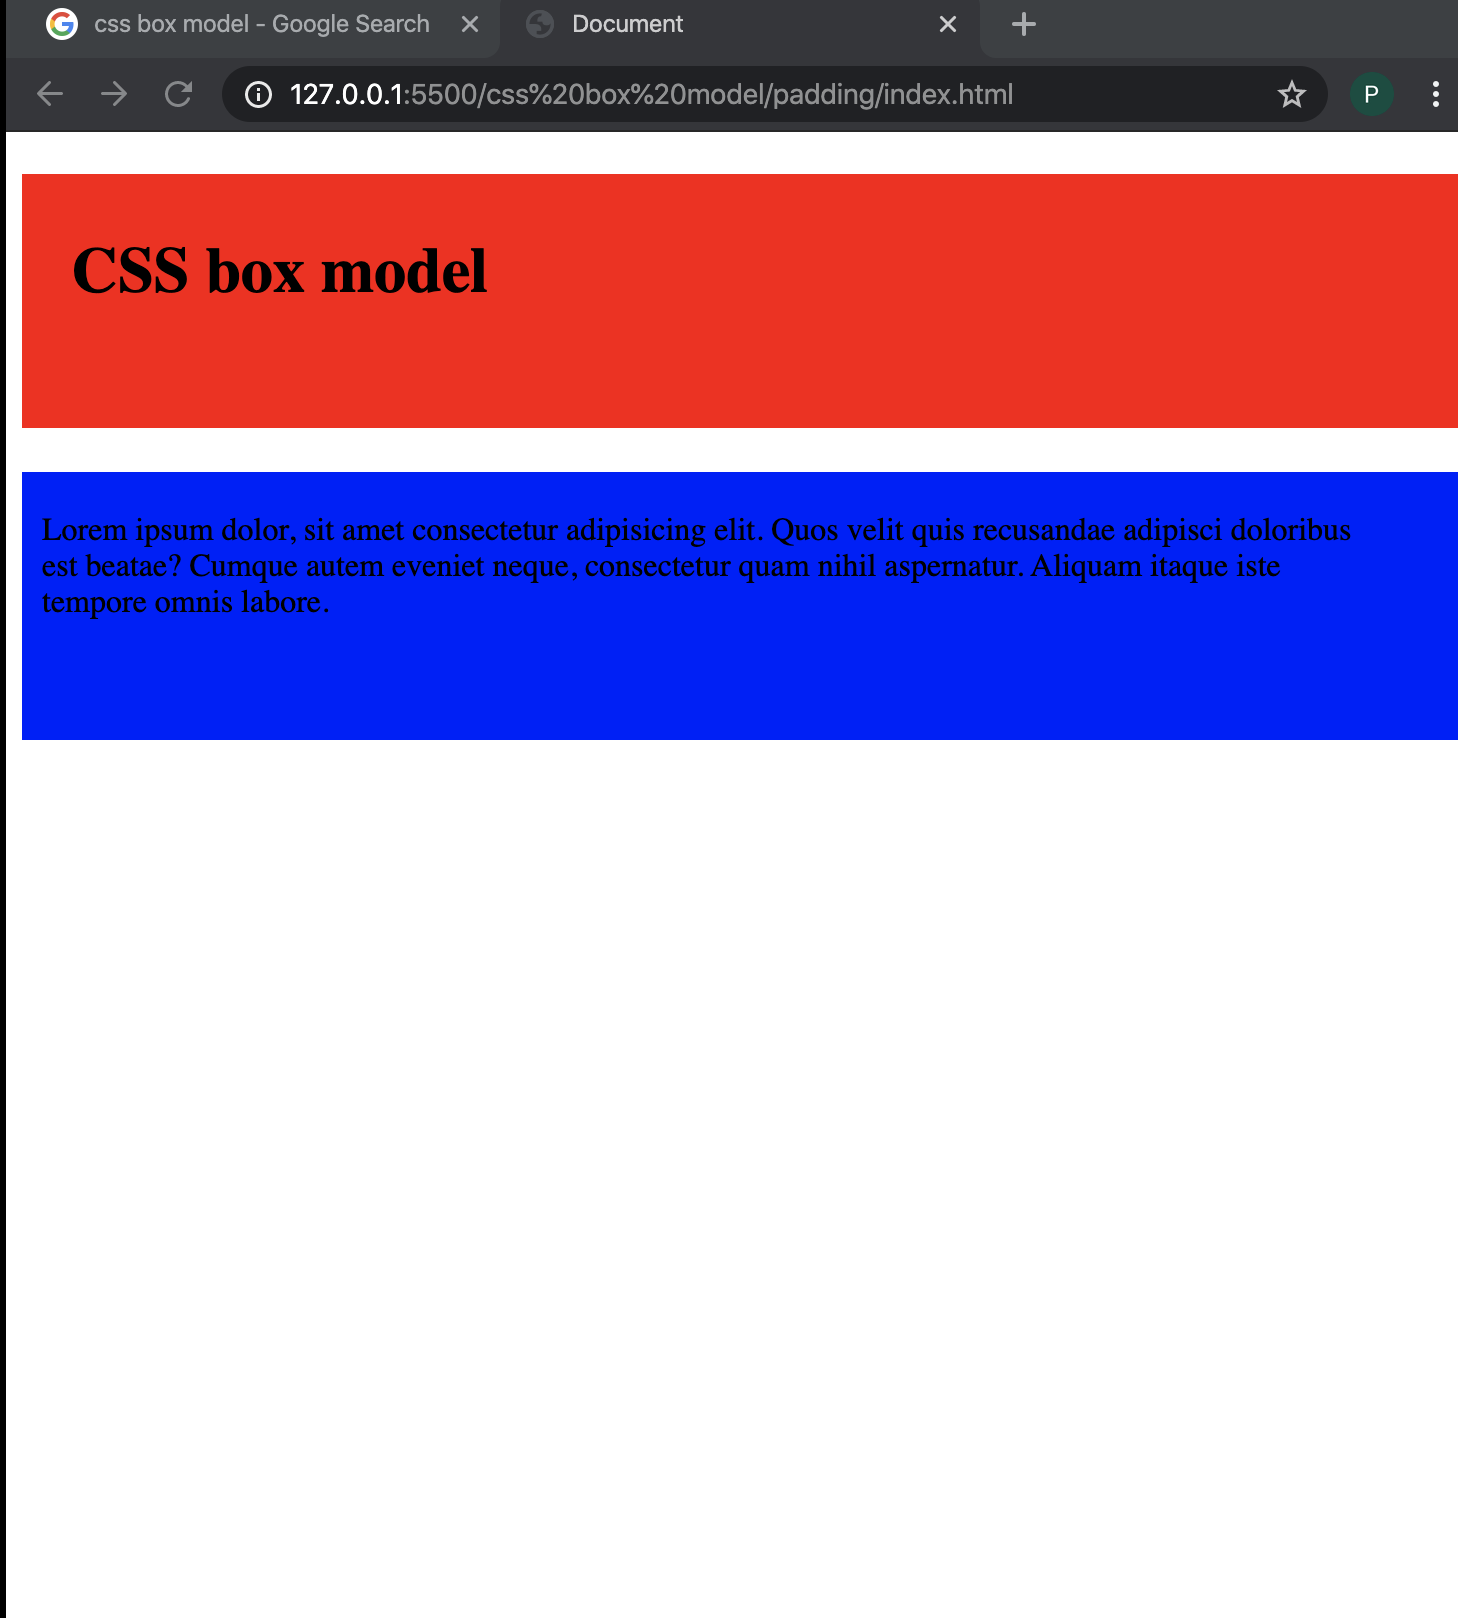 css box model - Google Search
Document
127.0.0.1:5500/css%20box%20model/padding/index.html
P
CSS box model
Lorem ipsum dolor, sit amet consectetur adipisicing elit. Quos velit quis recusandae adipisci doloribus
est beatae? Cumque autem eveniet neque, consectetur quam nihil aspernatur. Aliquam itaque iste
tempore omnis labore.